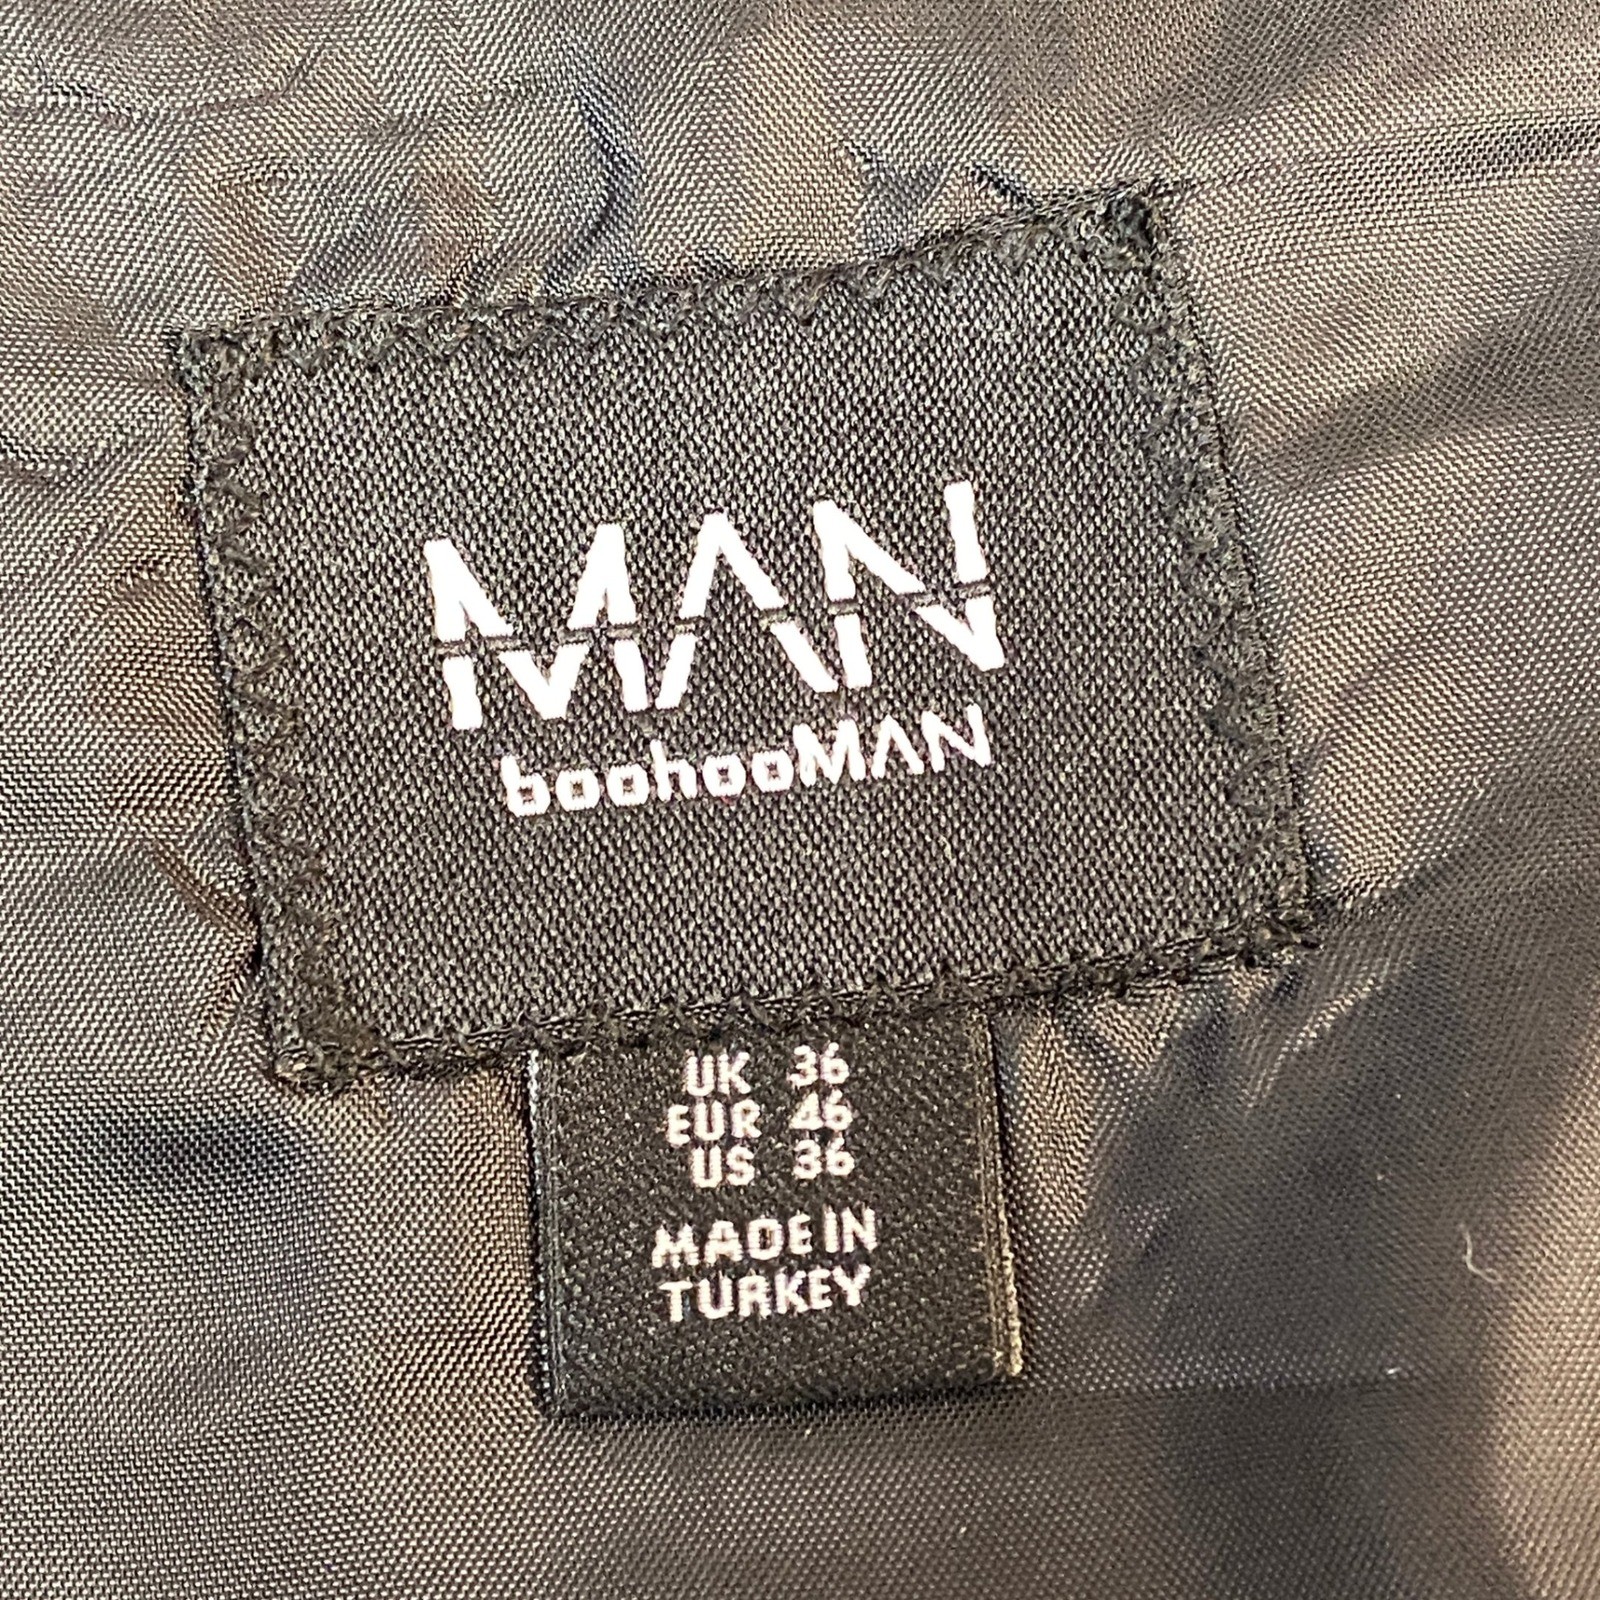 MAN
boohooMAN
UK 36
EUR 46
US 36
MADE IN
TURKEY